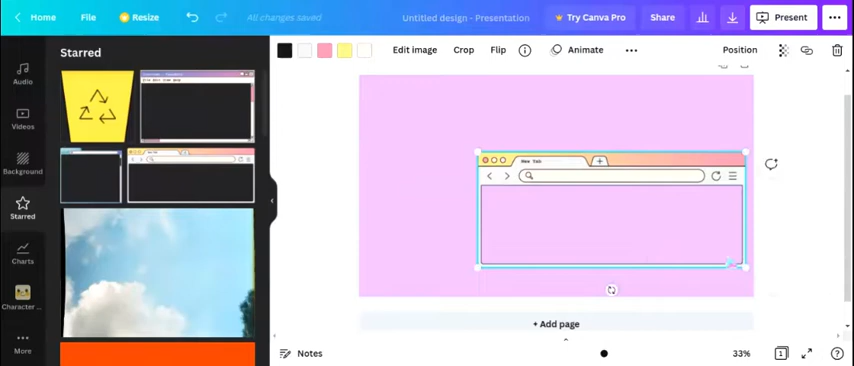 Home File Resize All changes saved Untitled design - Presentation Try Canva Pro Share Present
Starred
Edit image Crop Flip Animate Position
Audio
Videos
Background
Starred
Charts
Character ...
More
New Tab
+ Add page
Notes 33% 1